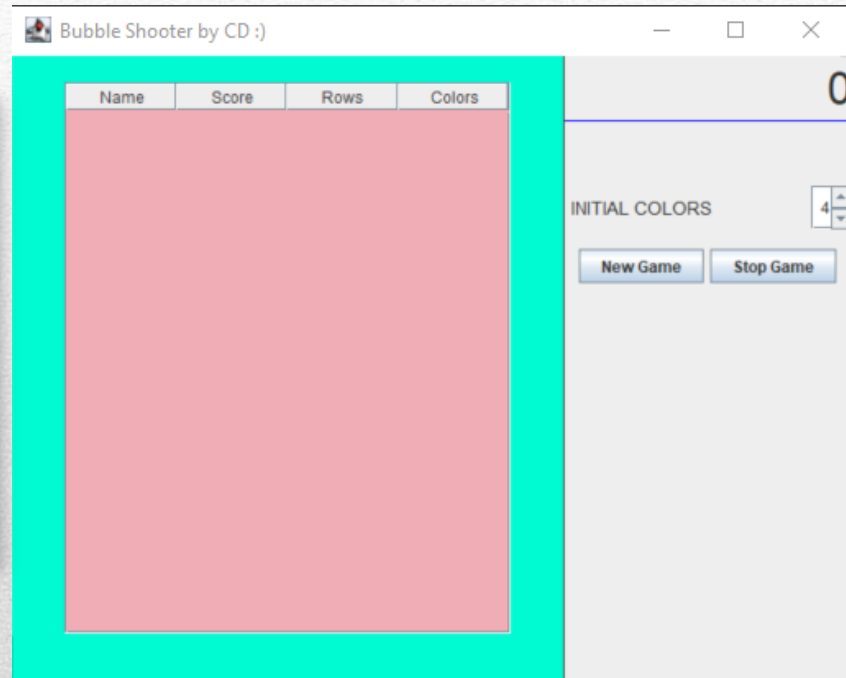 Bubble Shooter by CD :)
Name Score Rows Colors
0
INITIAL COLORS 4
New Game Stop Game